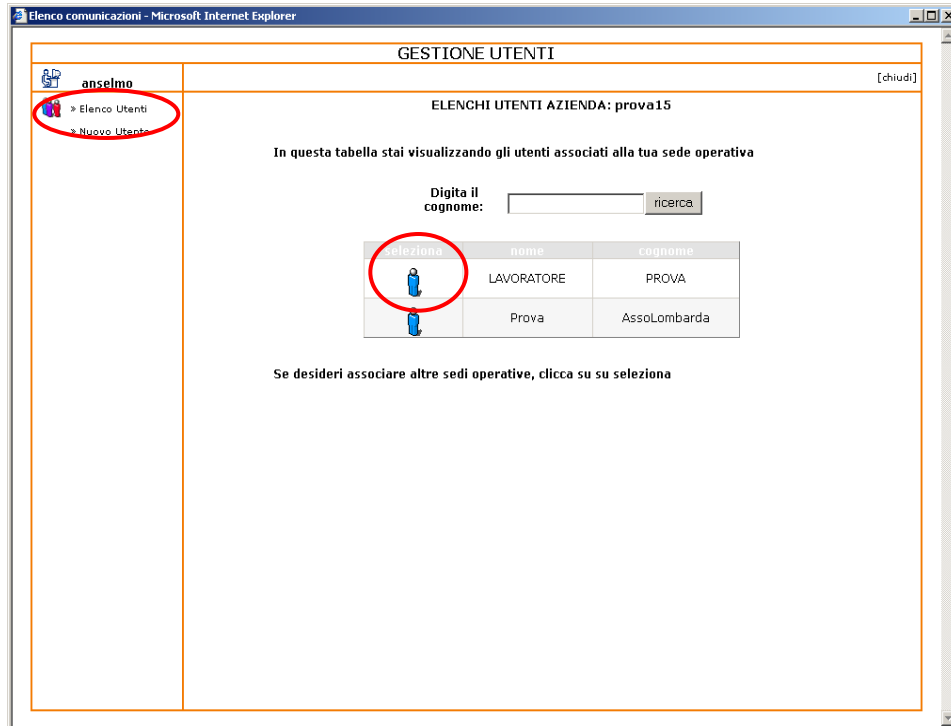 Elenco comunicazioni - Microsoft Internet Explorer
GESTIONE UTENTI
anselmo
[chiudi]
» Elenco Utenti
» Nuovo Utente
ELENCHI UTENTI AZIENDA: prova15
In questa tabella stai visualizzando gli utenti associati alla tua sede operativa
Digita il
cognome:
ricerca
seleziona nome cognome
LAVORATORE PROVA
Prova AssoLombarda
Se desideri associare altre sedi operative, clicca su su seleziona